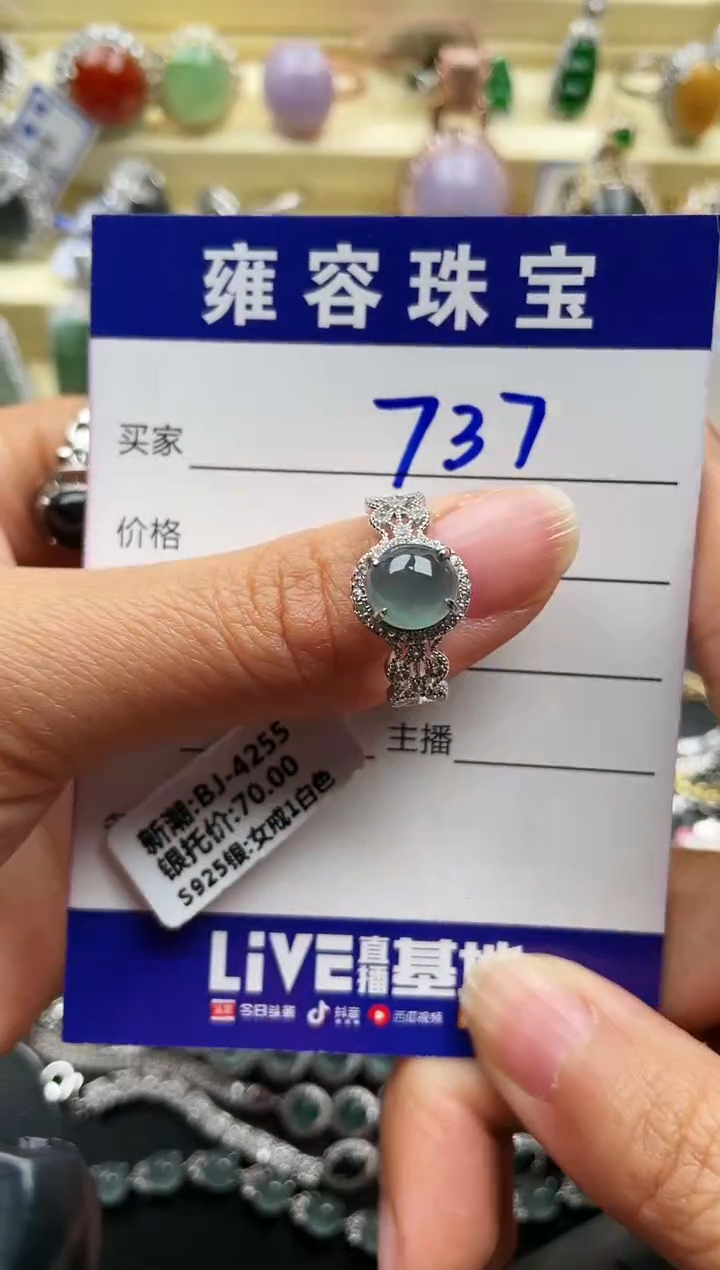 雍容珠宝
买家 737
价格
主播
新潮:BJ-4255
银托价:70.00
S925银:女戒1白色
LiVE直播基地
今日头条 抖音 西瓜视频